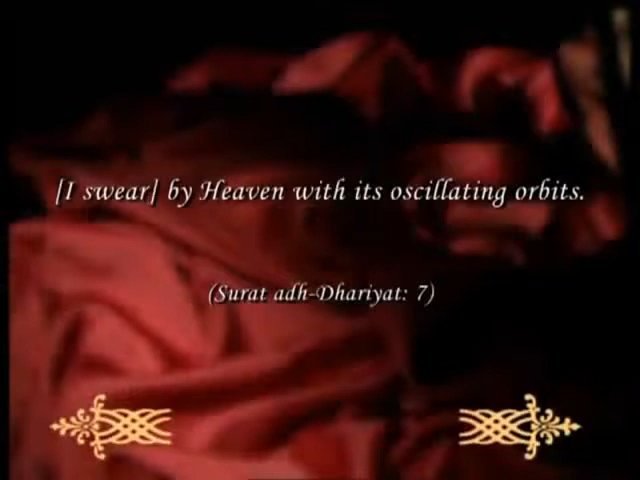 [I swear] by Heaven with its oscillating orbits.
(Surat adh-Dhariyat: 7)